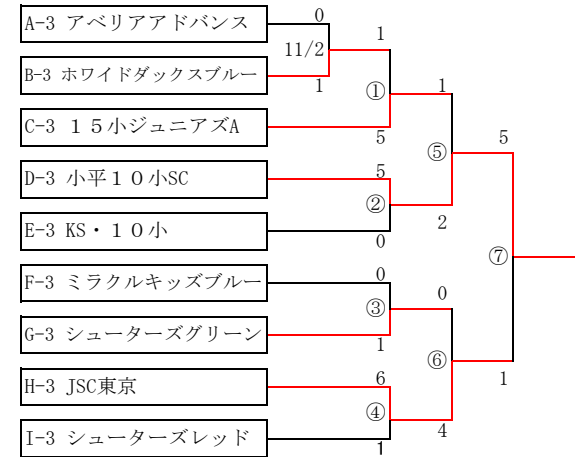 A-3 アベリアアドバンス
0
11/2
1
B-3 ホワイドダックスブルー
1
①
1
C-3 １５小ジュニアズA
5
⑤
5
D-3 小平１０小SC
5
②
2
E-3 KS・１０小
0
⑦
F-3 ミラクルキッズブルー
0
③
0
G-3 シューターズグリーン
1
⑥
1
H-3 JSC東京
6
④
4
I-3 シューターズレッド
1